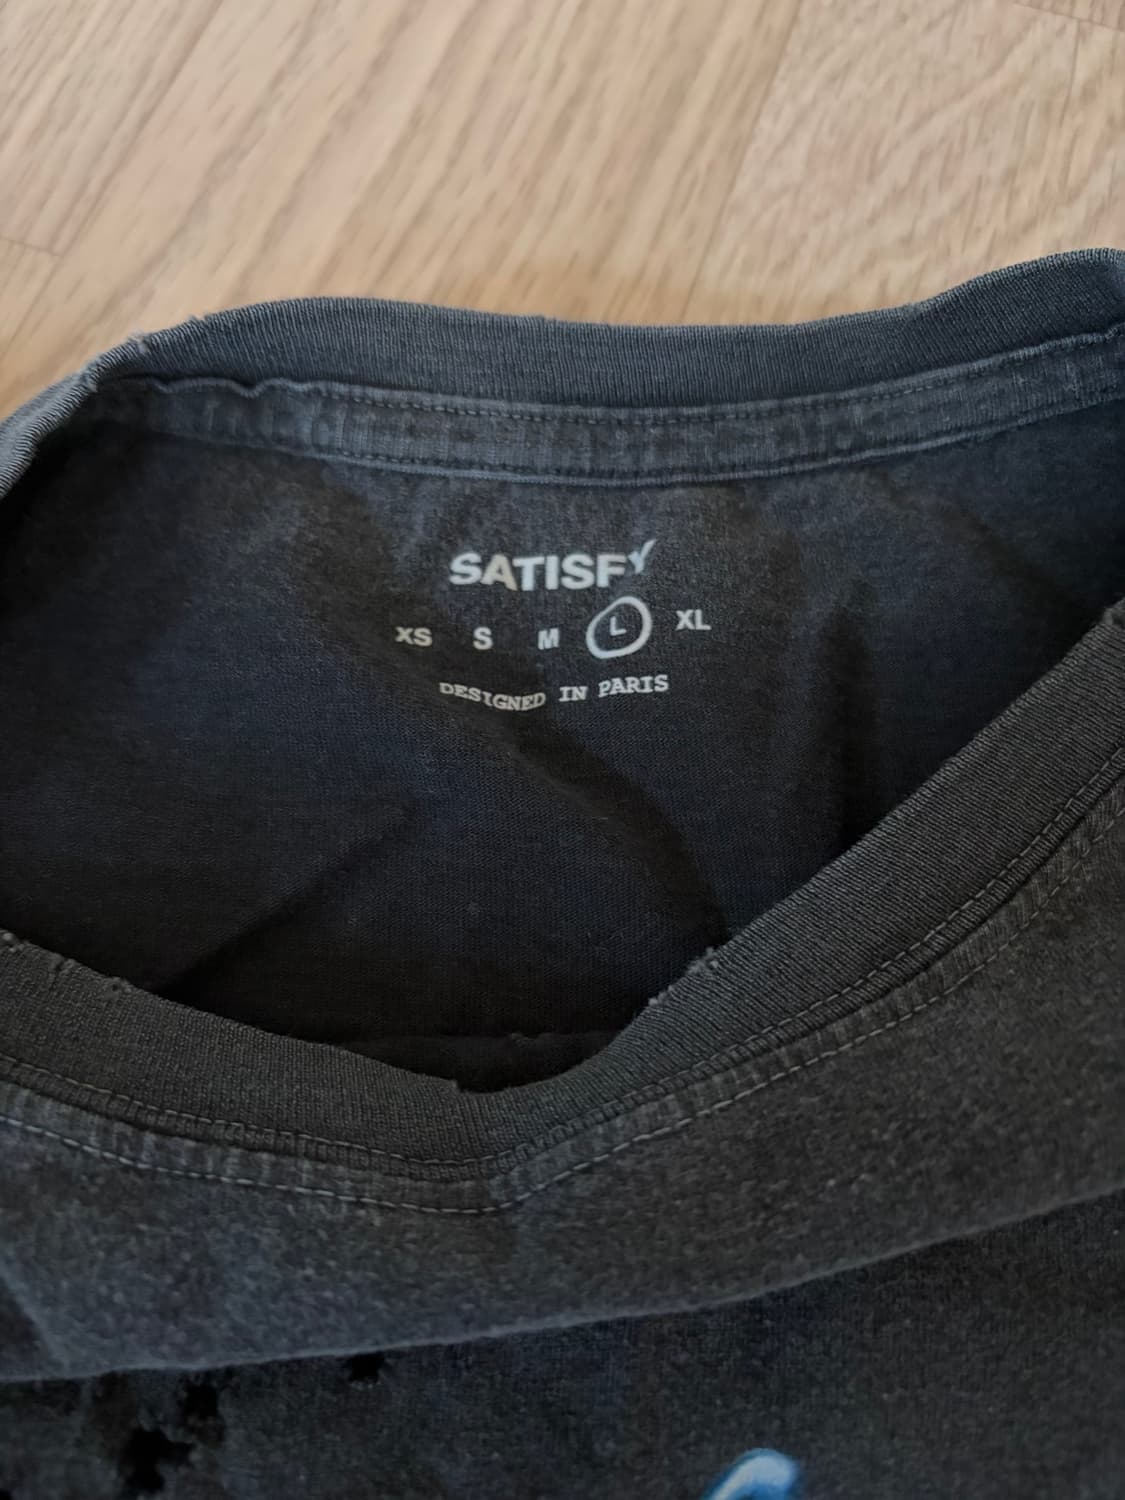 SATISFY
XS S M L XL
DESIGNED IN PARIS